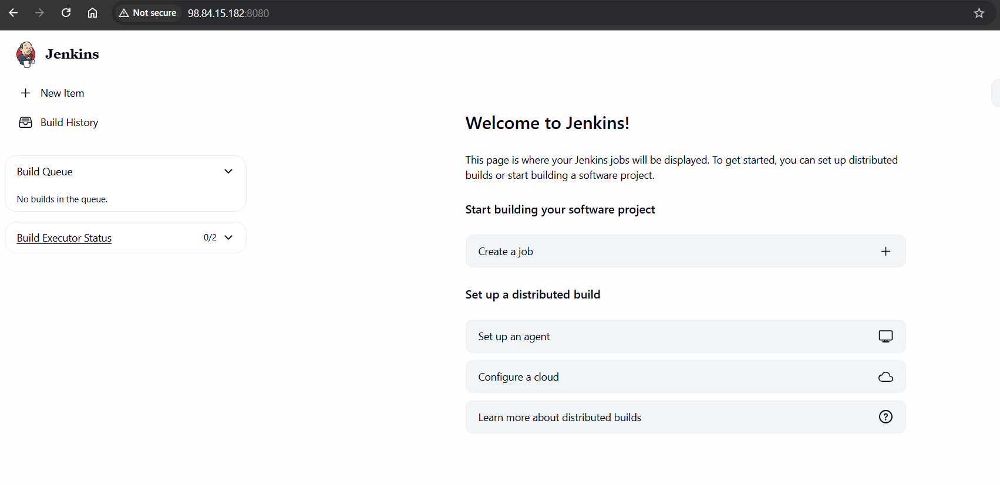 Not secure 98.84.15.182:8080
Jenkins
New Item
Build History
Build Queue
No builds in the queue.
Build Executor Status 0/2
Welcome to Jenkins!
This page is where your Jenkins jobs will be displayed. To get started, you can set up distributed
builds or start building a software project.
Start building your software project
Create a job
Set up a distributed build
Set up an agent
Configure a cloud
Learn more about distributed builds